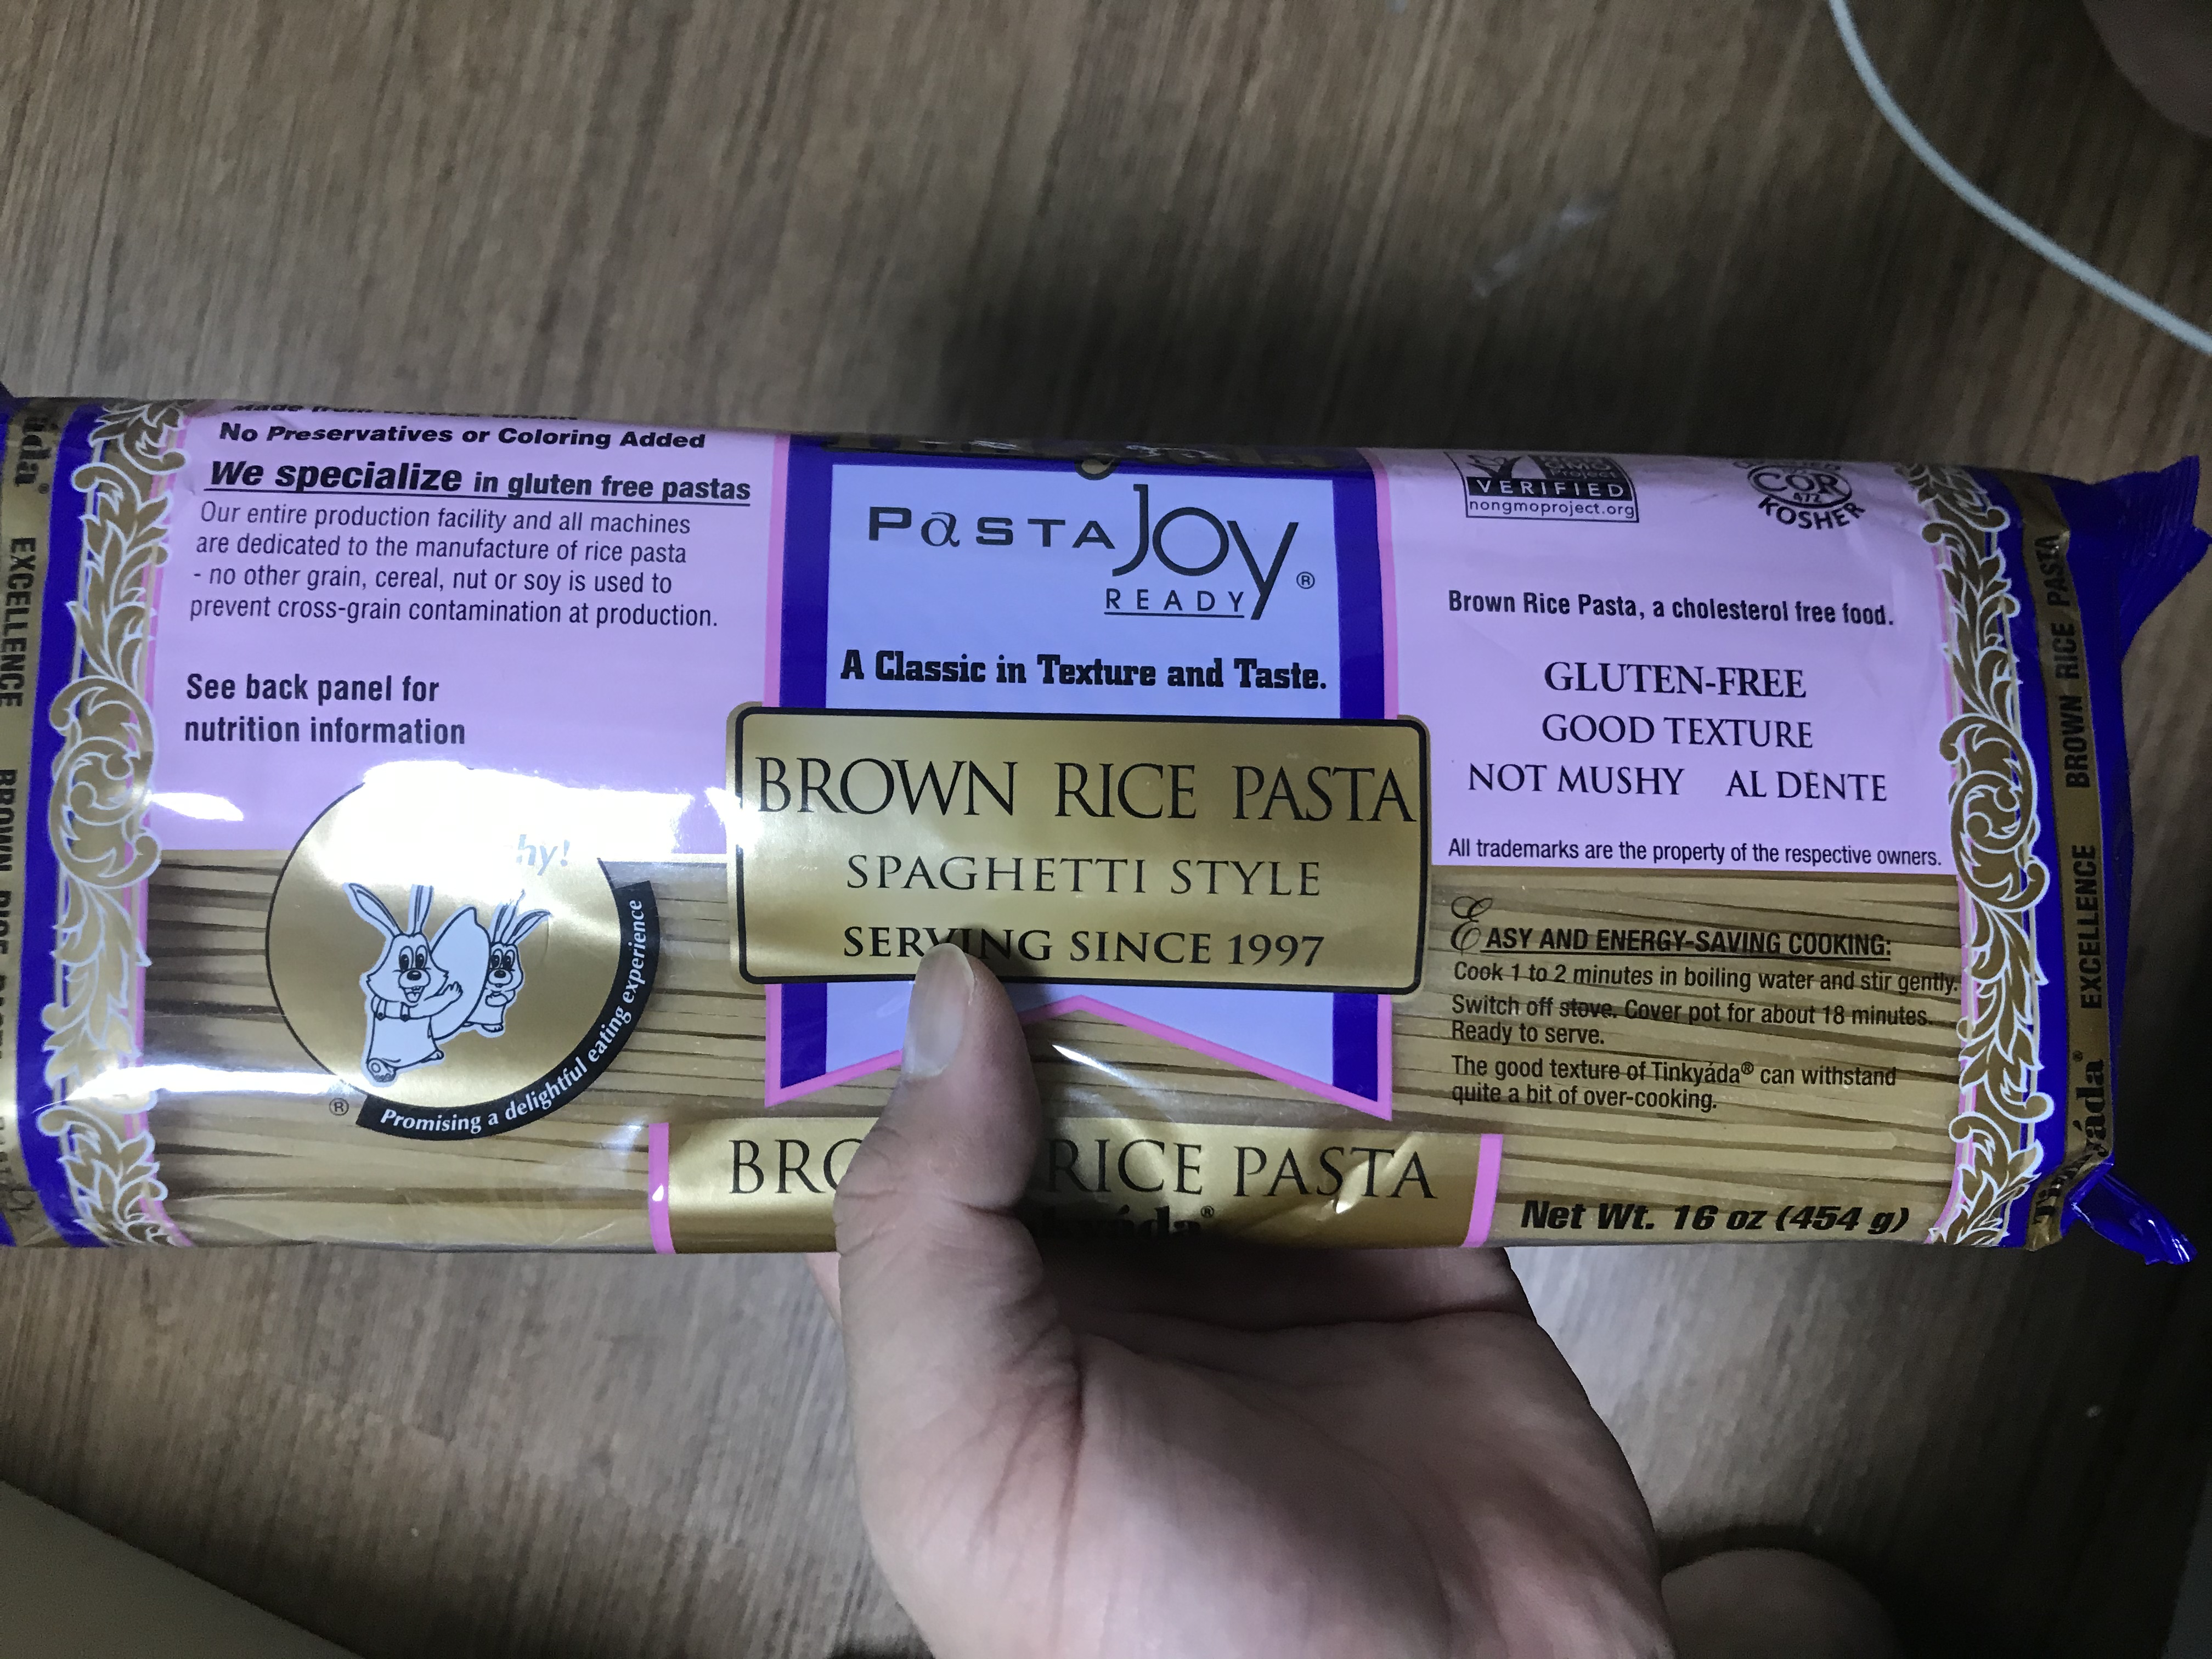 No Preservatives or Coloring Added
We specialize in gluten free pastas
Our entire production facility and all machines
are dedicated to the manufacture of rice pasta
- no other grain, cereal, nut or soy is used to
prevent cross-grain contamination at production.
See back panel for
nutrition information
hy!
Promising a delightful eating experience
®
PastaJoy
READY®
A Classic in Texture and Taste.
BROWN RICE PASTA
SPAGHETTI STYLE
SERVING SINCE 1997
RICE PASTA
VERIFIED
nongmoproject.org
COR
472
KOSHER
Brown Rice Pasta, a cholesterol free food.
GLUTEN-FREE
GOOD TEXTURE
NOT MUSHY AL DENTE
All trademarks are the property of the respective owners.
EASY AND ENERGY-SAVING COOKING:
Cook 1 to 2 minutes in boiling water and stir gently.
Switch off stove. Cover pot for about 18 minutes.
Ready to serve.
The good texture of Tinkyáda® can withstand
quite a bit of over-cooking.
Net Wt. 16 oz (454 g)
EXCELLENCE
EXCELLENCE BROWN RICE PASTA